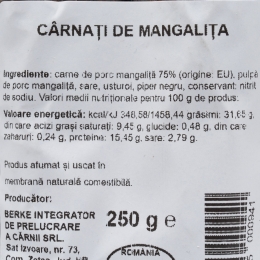 CÂRNAȚI DE MANGALIȚA
Ingrediente: carne de porc mangaliță 75% (origine: EU), pulpă
de porc mangaliță, sare, usturoi, piper negru, conservant: nitrit
de sodiu. Valori medii nutriționale pentru 100 g de produs:
Valoare energetică: kcal/kJ 348,58/1458,44 grăsimi: 31,65 g,
din care acizi grași saturați: 9,45 g, glucide: 0,48 g, din care
zaharuri: 0,24 g, proteine: 15,45 g, sare: 2,79 g.
Produs afumat și uscat în
membrană naturală comestibilă.
Producător:
BERKE INTEGRATOR
DE PRELUCRARE
A CĂRNII SRL.
Sat Izvoare, nr. 73,
250 g e
ROMÂNIA